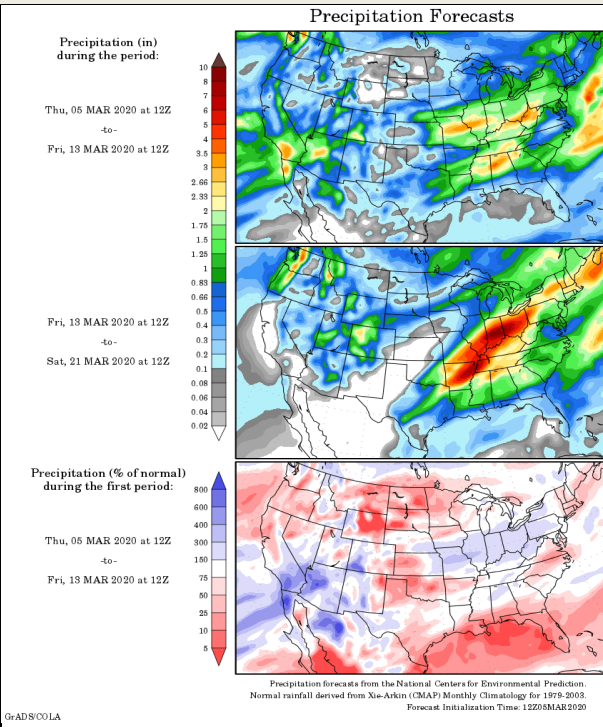 Precipitation Forecasts
Precipitation (in)
during the period:
Thu, 05 MAR 2020 at 12Z
-to-
Fri, 13 MAR 2020 at 12Z
10
8
7
6
5
4
3.5
3
2.66
2.33
2
1.75
1.5
1.25
1
0.83
0.66
0.5
0.4
0.3
0.2
0.1
0.08
0.06
0.04
0.02
Fri, 13 MAR 2020 at 12Z
-to-
Sat, 21 MAR 2020 at 12Z
Precipitation (% of normal)
during the first period:
Thu, 05 MAR 2020 at 12Z
-to-
Fri, 13 MAR 2020 at 12Z
800
600
400
300
150
75
50
25
10
5
Precipitation forecasts from the National Centers for Environmental Prediction.
Normal rainfall derived from Xie-Arkin (CMAP) Monthly Climatology for 1979-2003.
Forecast Initialization Time: 12Z05MAR2020
GrADS/COLA